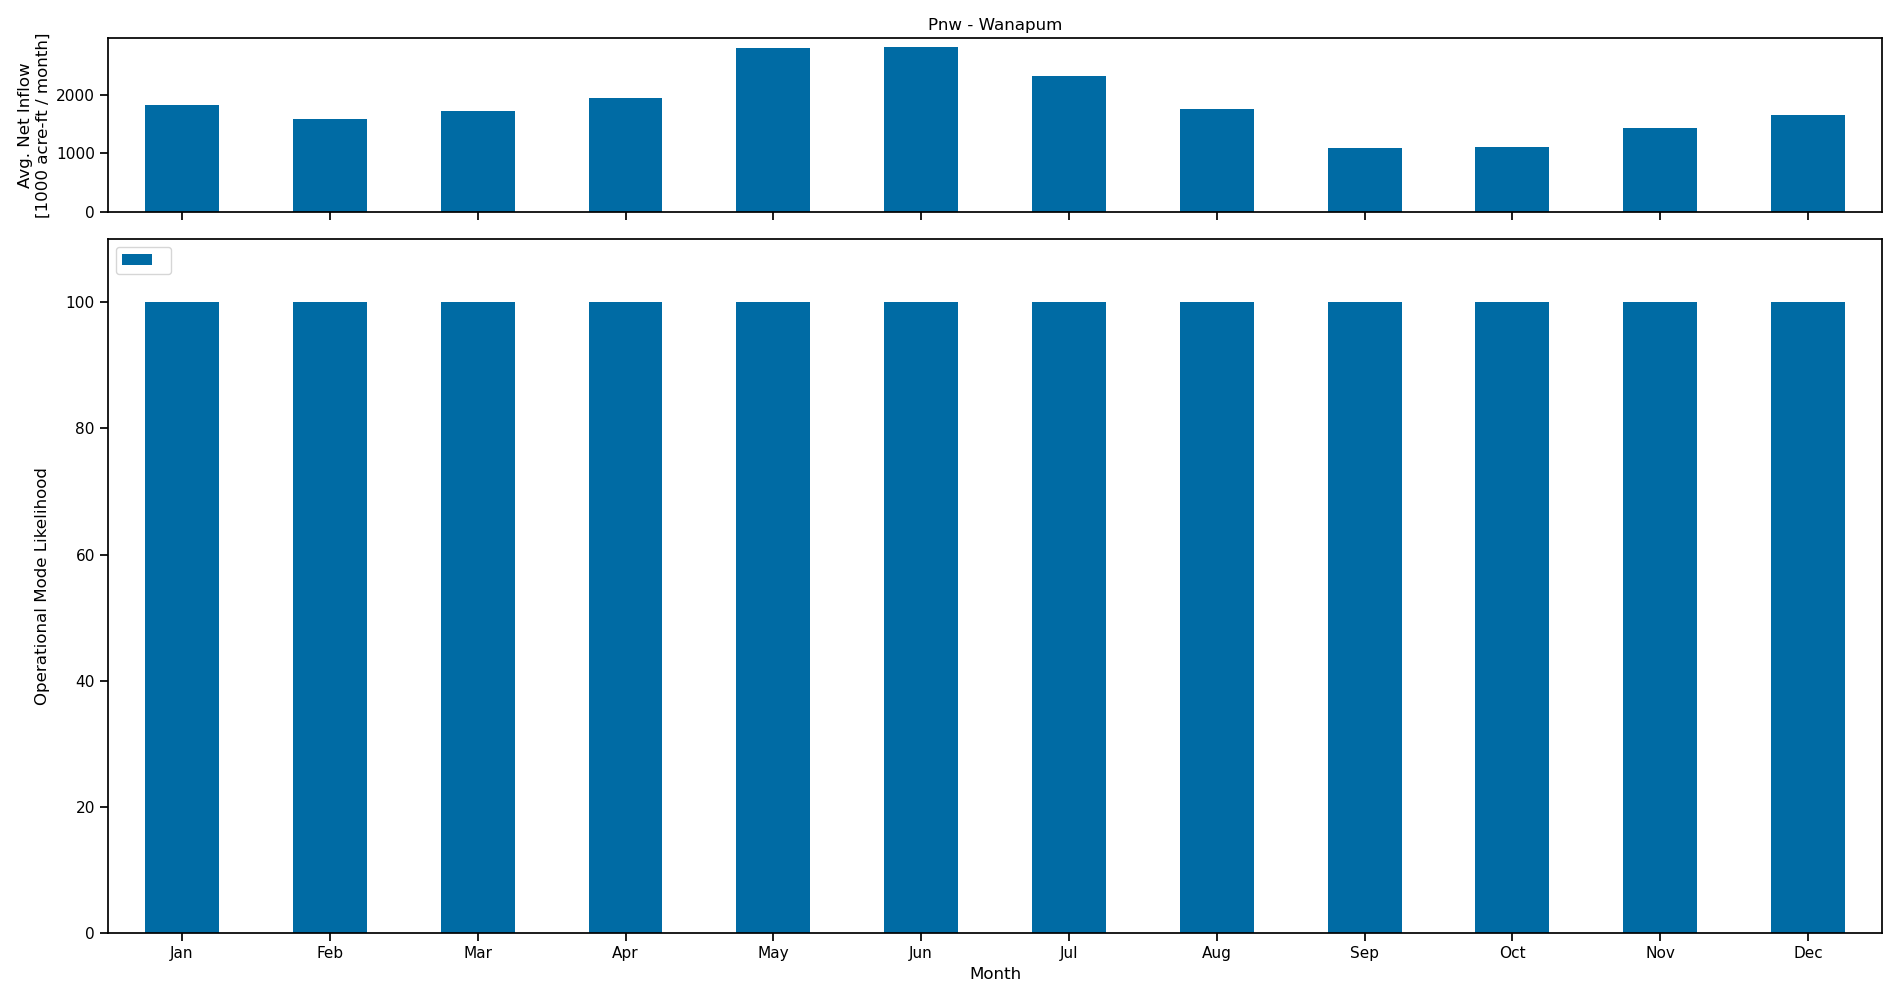 Pnw - Wanapum
Avg. Net Inflow
[1000 acre-ft / month]
2000
1000
0
Operational Mode Likelihood
100
80
60
40
20
0
Jan Feb Mar Apr May Jun Jul Aug Sep Oct Nov Dec
Month